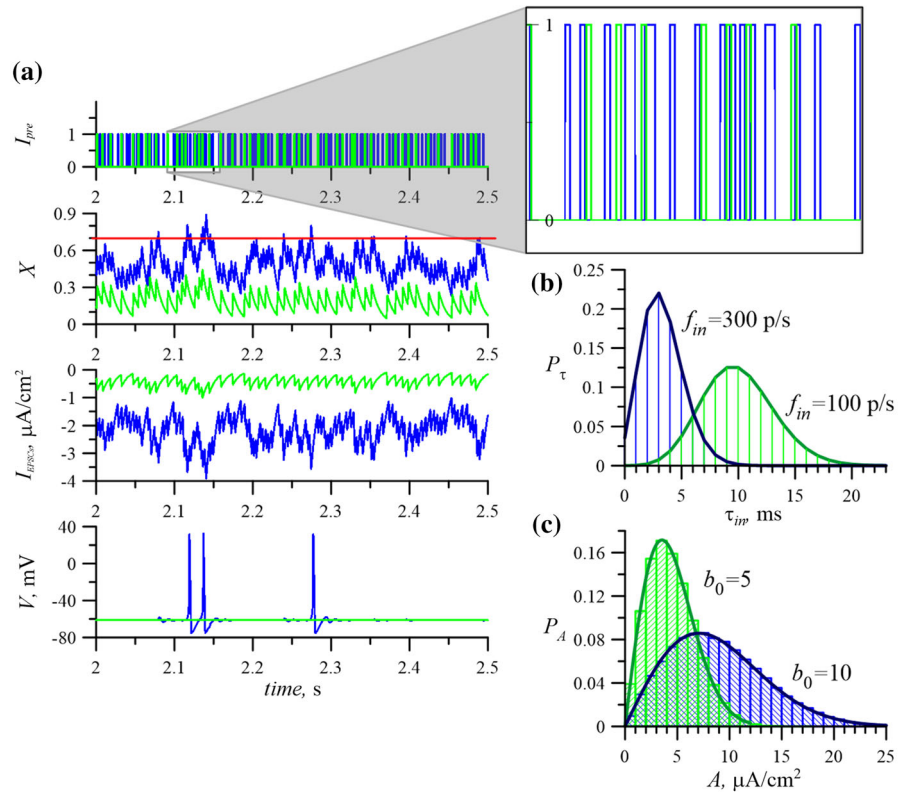 (a)
I_pre
1
0
2 2.1 2.2 2.3 2.4 2.5
1
0
X
0.9
0.6
0.3
0
2 2.1 2.2 2.3 2.4 2.5
I_EPSCs, μA/cm²
0
-1
-2
-3
-4
2 2.1 2.2 2.3 2.4 2.5
V, mV
40
0
-40
-80
2 2.1 2.2 2.3 2.4 2.5
time, s
(b)
P_τ
0.25
0.2
0.15
0.1
0.05
0
f_in=300 p/s
f_in=100 p/s
0 5 10 15 20
τ_in, ms
(c)
P_A
0.16
0.12
0.08
0.04
0
b_0=5
b_0=10
0 5 10 15 20 25
A, μA/cm²